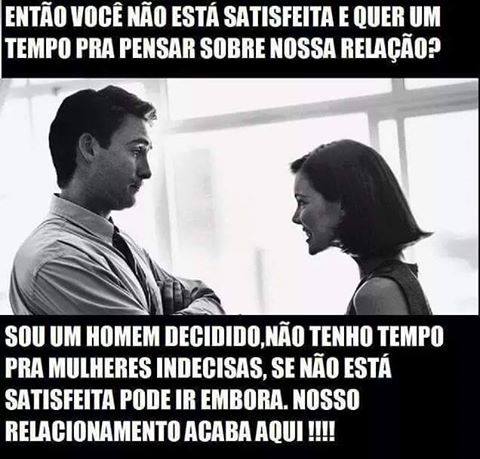 ENTÃO VOCÊ NÃO ESTÁ SATISFEITA E QUER UM
TEMPO PRA PENSAR SOBRE NOSSA RELAÇÃO?
SOU UM HOMEM DECIDIDO,NÃO TENHO TEMPO
PRA MULHERES INDECISAS, SE NÃO ESTÁ
SATISFEITA PODE IR EMBORA. NOSSO
RELACIONAMENTO ACABA AQUI !!!!